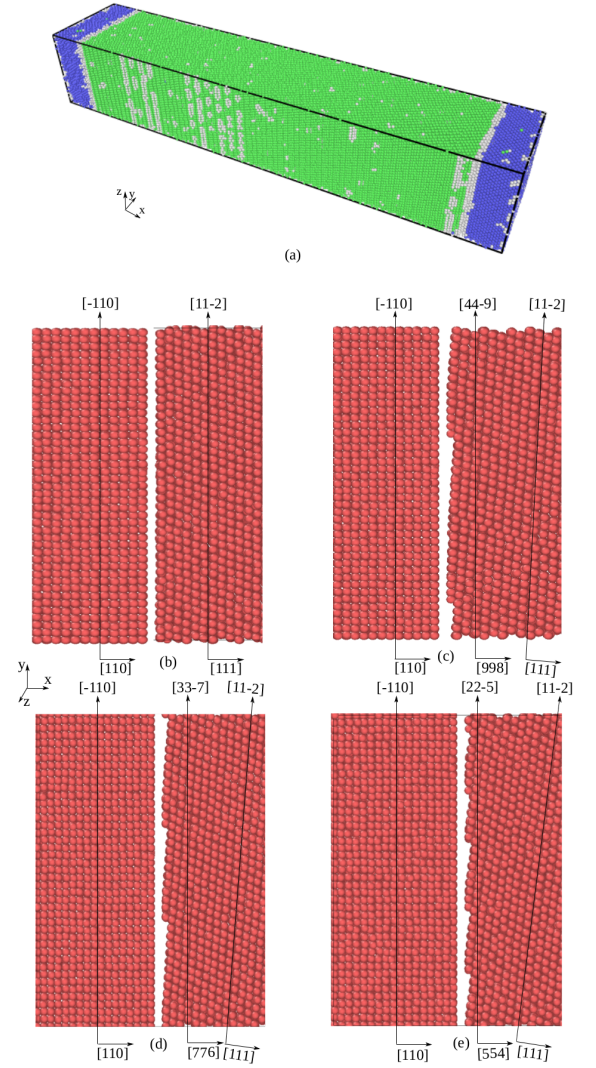 z y
x
(a)
[-110] [11-2] [-110] [44-9] [11-2]
[110] (b) [111] [110] (c) [998] [111]
y
x
z
[-110] [33-7] [11-2] [-110] [22-5] [11-2]
[110] (d) [776] [111] [110] (e) [554] [111]